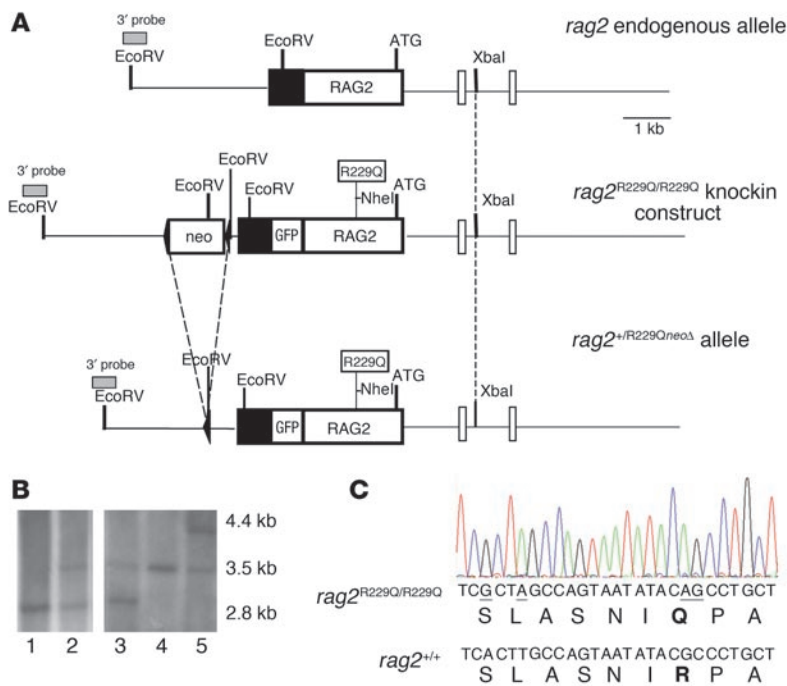 A
3′ probe
EcoRV
EcoRV
ATG
XbaI
rag2 endogenous allele
RAG2
1 kb
3′ probe
EcoRV
EcoRV
EcoRV
EcoRV
R229Q
NheI
ATG
XbaI
rag2R229Q/R229Q knockin
construct
neo
GFP
RAG2
3′ probe
EcoRV
EcoRV
EcoRV
R229Q
NheI
ATG
XbaI
rag2+/R229QneoΔ allele
GFP
RAG2
B
4.4 kb
3.5 kb
2.8 kb
1 2 3 4 5
C
rag2R229Q/R229Q
TCGCTAGCCAGTAATATACAGCCTGCT
S L A S N I Q P A
rag2+/+
TCACTTGCCAGTAATATACGCCCTGCT
S L A S N I R P A